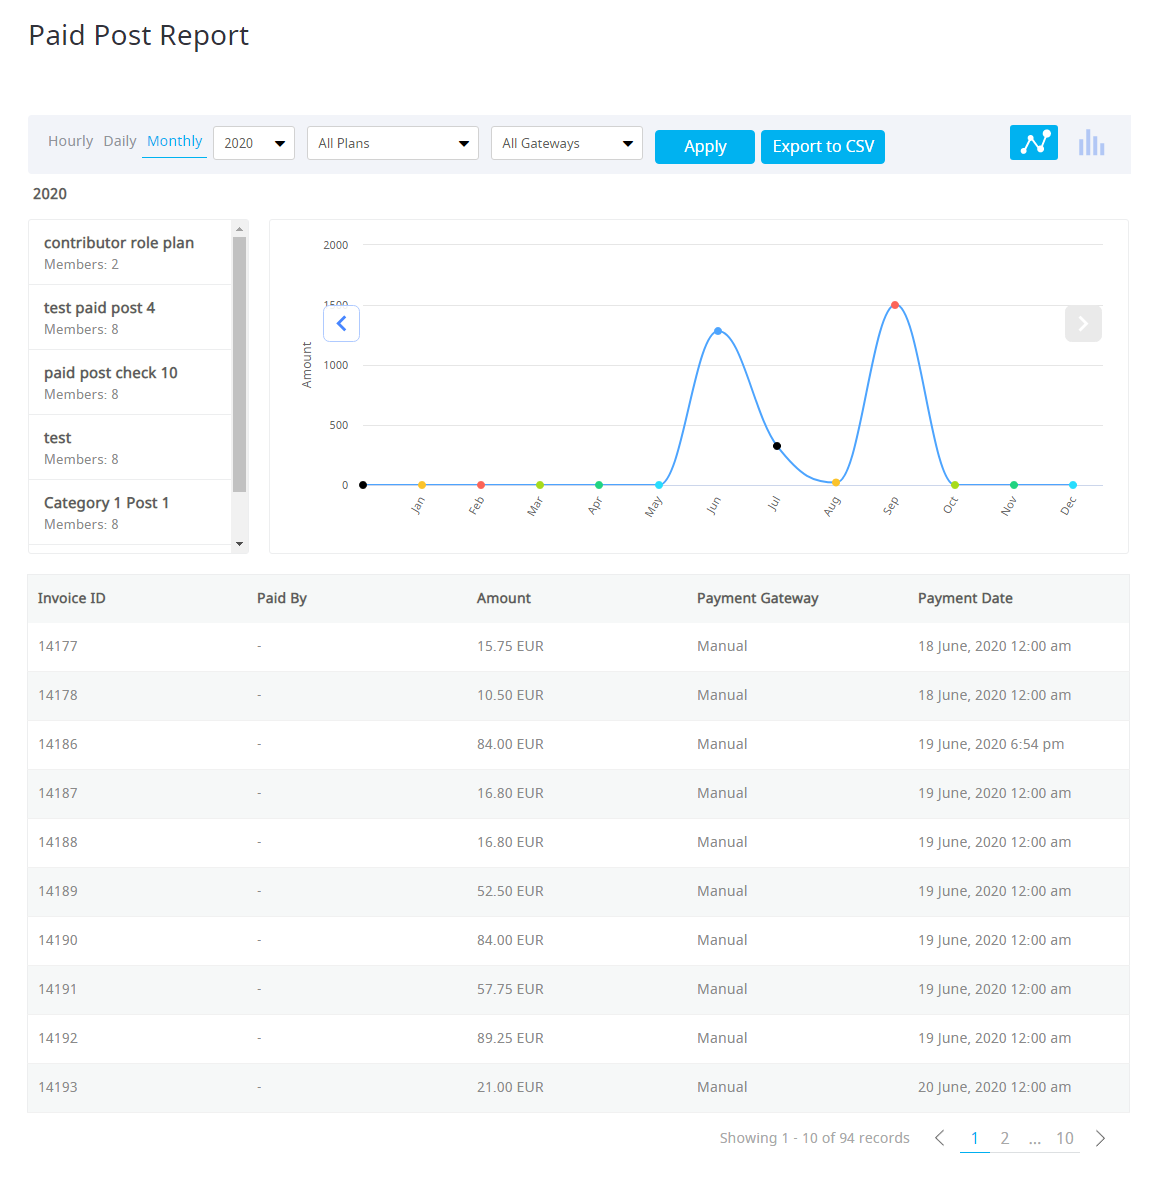 Paid Post Report
Hourly Daily Monthly 2020 All Plans All Gateways Apply Export to CSV
2020
contributor role plan
Members: 2
test paid post 4
Members: 8
paid post check 10
Members: 8
test
Members: 8
Category 1 Post 1
Members: 8
Amount
2000
1500
1000
500
0
Jan Feb Mar Apr May Jun Jul Aug Sep Oct Nov Dec
Invoice ID Paid By Amount Payment Gateway Payment Date
14177 - 15.75 EUR Manual 18 June, 2020 12:00 am
14178 - 10.50 EUR Manual 18 June, 2020 12:00 am
14186 - 84.00 EUR Manual 19 June, 2020 6:54 pm
14187 - 16.80 EUR Manual 19 June, 2020 12:00 am
14188 - 16.80 EUR Manual 19 June, 2020 12:00 am
14189 - 52.50 EUR Manual 19 June, 2020 12:00 am
14190 - 84.00 EUR Manual 19 June, 2020 12:00 am
14191 - 57.75 EUR Manual 19 June, 2020 12:00 am
14192 - 89.25 EUR Manual 19 June, 2020 12:00 am
14193 - 21.00 EUR Manual 20 June, 2020 12:00 am
Showing 1 - 10 of 94 records 1 2 ... 10